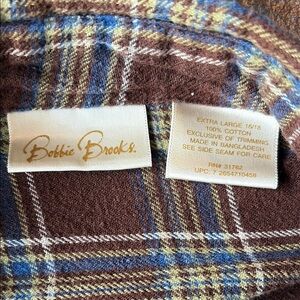 Bobbie Brooks.
EXTRA LARGE 16/18
100% COTTON
EXCLUSIVE OF TRIMMING
MADE IN BANGLADESH
SEE SIDE SEAM FOR CARE
RN# 31762
UPC: 7 2654710458